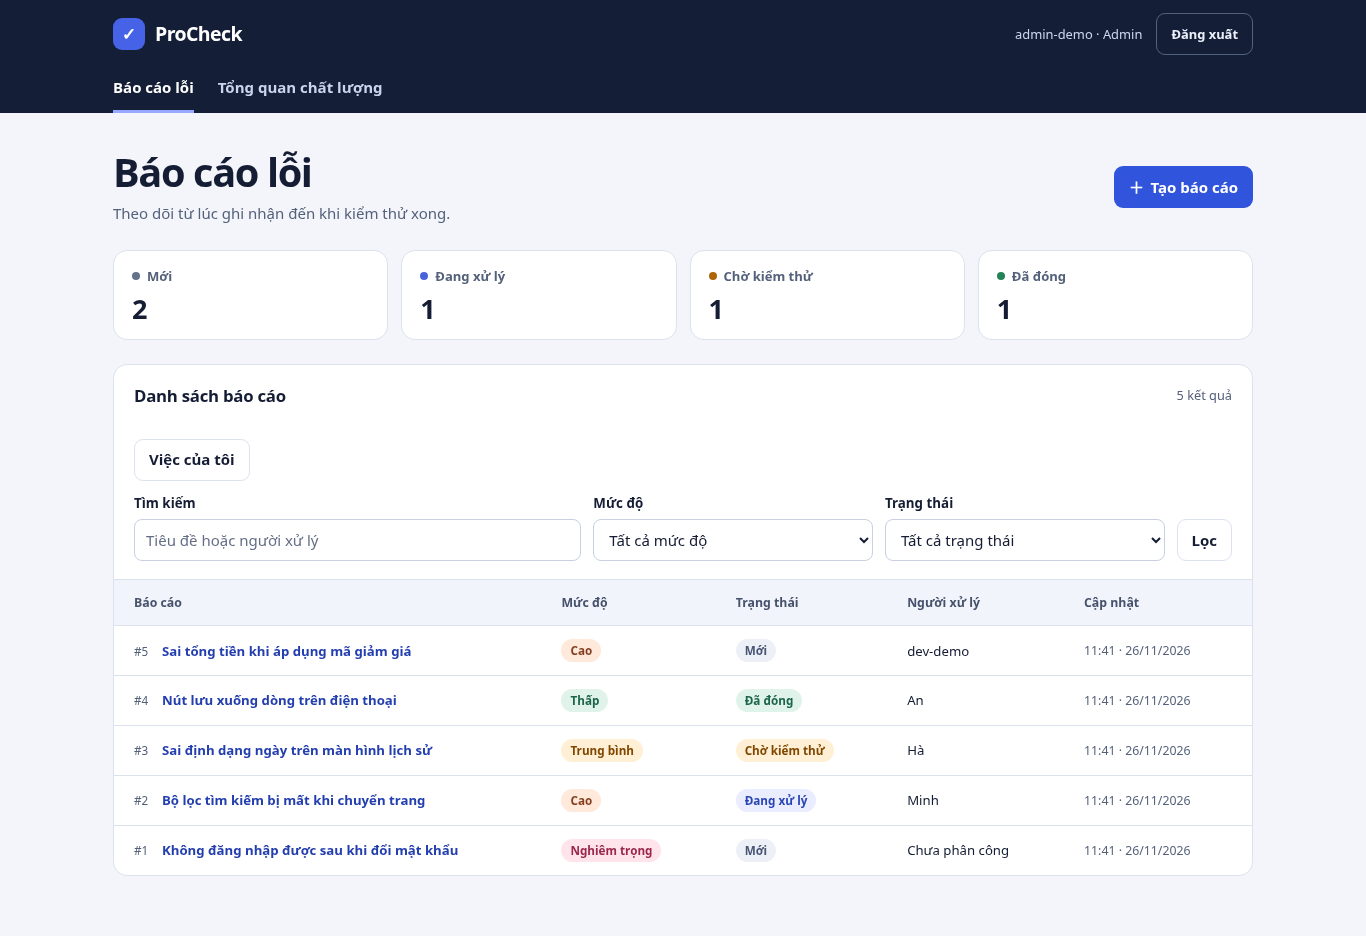 ✓ ProCheck
admin-demo · Admin
Đăng xuất
Báo cáo lỗi
Tổng quan chất lượng
Báo cáo lỗi
Theo dõi từ lúc ghi nhận đến khi kiểm thử xong.
+ Tạo báo cáo
Mới
2
Đang xử lý
1
Chờ kiểm thử
1
Đã đóng
1
Danh sách báo cáo
5 kết quả
Việc của tôi
Tìm kiếm
Tiêu đề hoặc người xử lý
Mức độ
Tất cả mức độ
Trạng thái
Tất cả trạng thái
Lọc
Báo cáo Mức độ Trạng thái Người xử lý Cập nhật
#5 Sai tổng tiền khi áp dụng mã giảm giá Cao Mới dev-demo 11:41 · 26/11/2026
#4 Nút lưu xuống dòng trên điện thoại Thấp Đã đóng An 11:41 · 26/11/2026
#3 Sai định dạng ngày trên màn hình lịch sử Trung bình Chờ kiểm thử Hà 11:41 · 26/11/2026
#2 Bộ lọc tìm kiếm bị mất khi chuyển trang Cao Đang xử lý Minh 11:41 · 26/11/2026
#1 Không đăng nhập được sau khi đổi mật khẩu Nghiêm trọng Mới Chưa phân công 11:41 · 26/11/2026